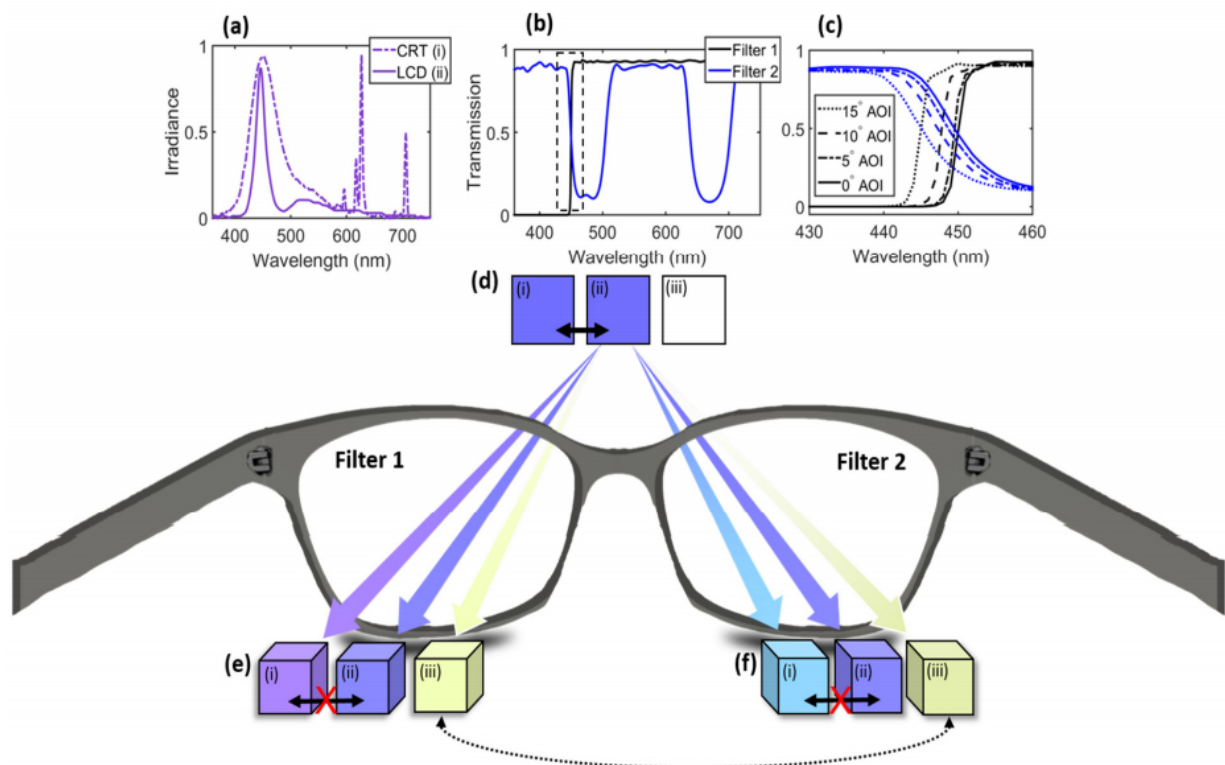 (a)
CRT (i)
LCD (ii)
1
0.5
0
Irradiance
400 500 600 700
Wavelength (nm)
(b)
Filter 1
Filter 2
1
0.5
0
Transmission
400 500 600 700
Wavelength (nm)
(c)
15° AOI
10° AOI
5° AOI
0° AOI
1
0.5
0
430 440 450 460
Wavelength (nm)
(d)
(i) (ii) (iii)
Filter 1 Filter 2
(e)
(i) (ii) (iii)
(f)
(i) (ii) (iii)